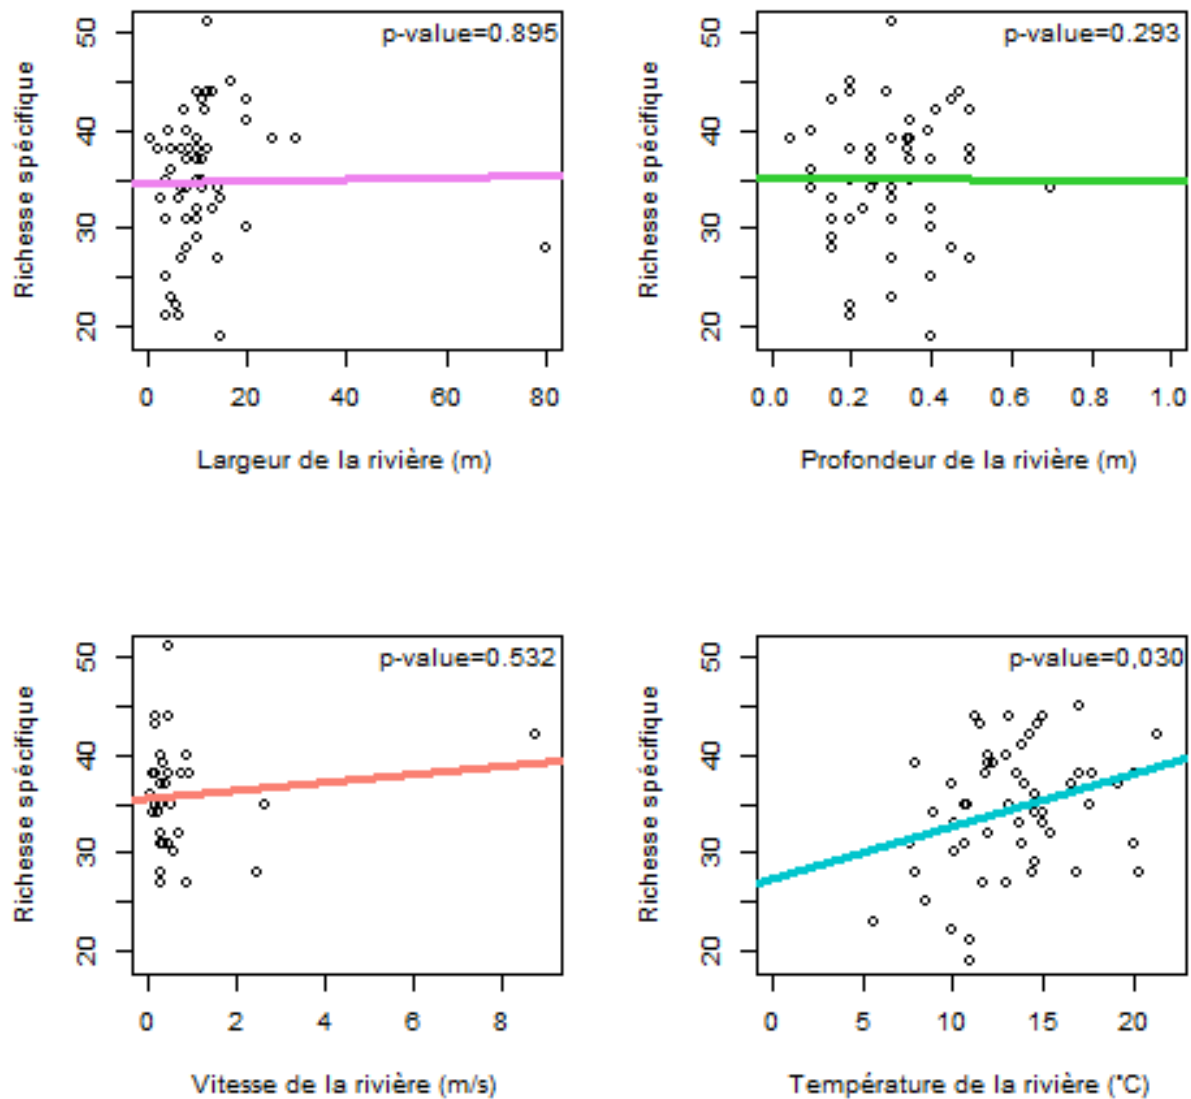 p-value=0.895
Richesse spécifique
50
40
30
20
0 20 40 60 80
Largeur de la rivière (m)
p-value=0.293
Richesse spécifique
50
40
30
20
0.0 0.2 0.4 0.6 0.8 1.0
Profondeur de la rivière (m)
p-value=0.532
Richesse spécifique
50
40
30
20
0 2 4 6 8
Vitesse de la rivière (m/s)
p-value=0,030
Richesse spécifique
50
40
30
20
0 5 10 15 20
Température de la rivière (°C)